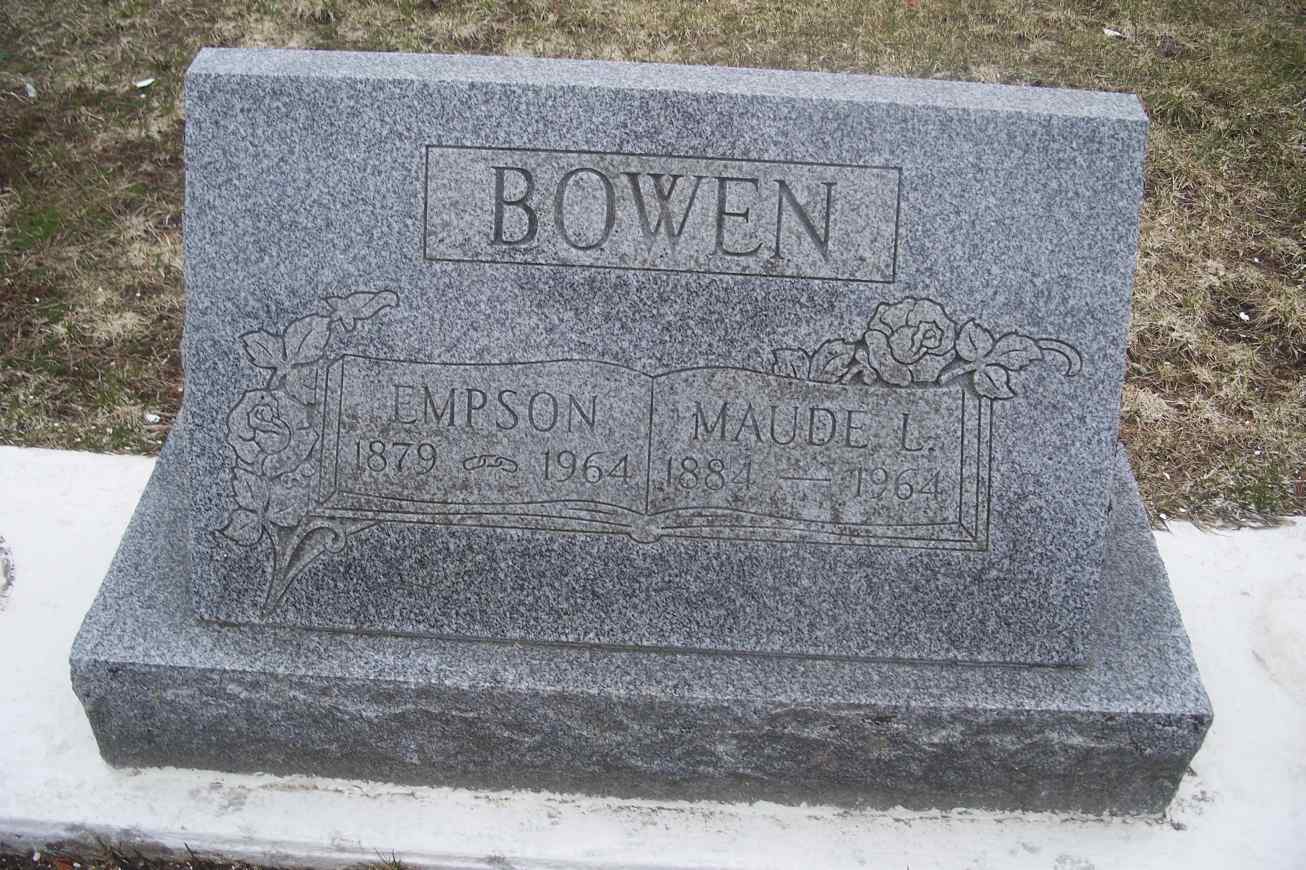 BOWEN
EMPSON
1879 1964
MAUDE L.
1884 — 1964